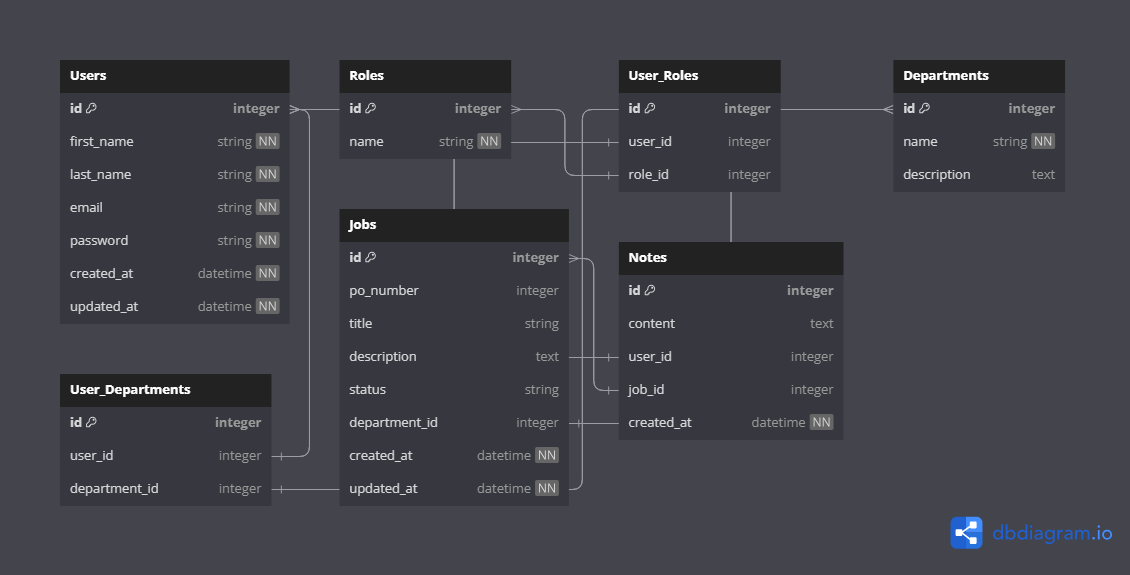 Users
id integer
first_name string NN
last_name string NN
email string NN
password string NN
created_at datetime NN
updated_at datetime NN
Roles
id integer
name string NN
User_Roles
id integer
user_id integer
role_id integer
Departments
id integer
name string NN
description text
User_Departments
id integer
user_id integer
department_id integer
Jobs
id integer
po_number integer
title string
description text
status string
department_id integer
created_at datetime NN
updated_at datetime NN
Notes
id integer
content text
user_id integer
job_id integer
created_at datetime NN
dbdiagram.io